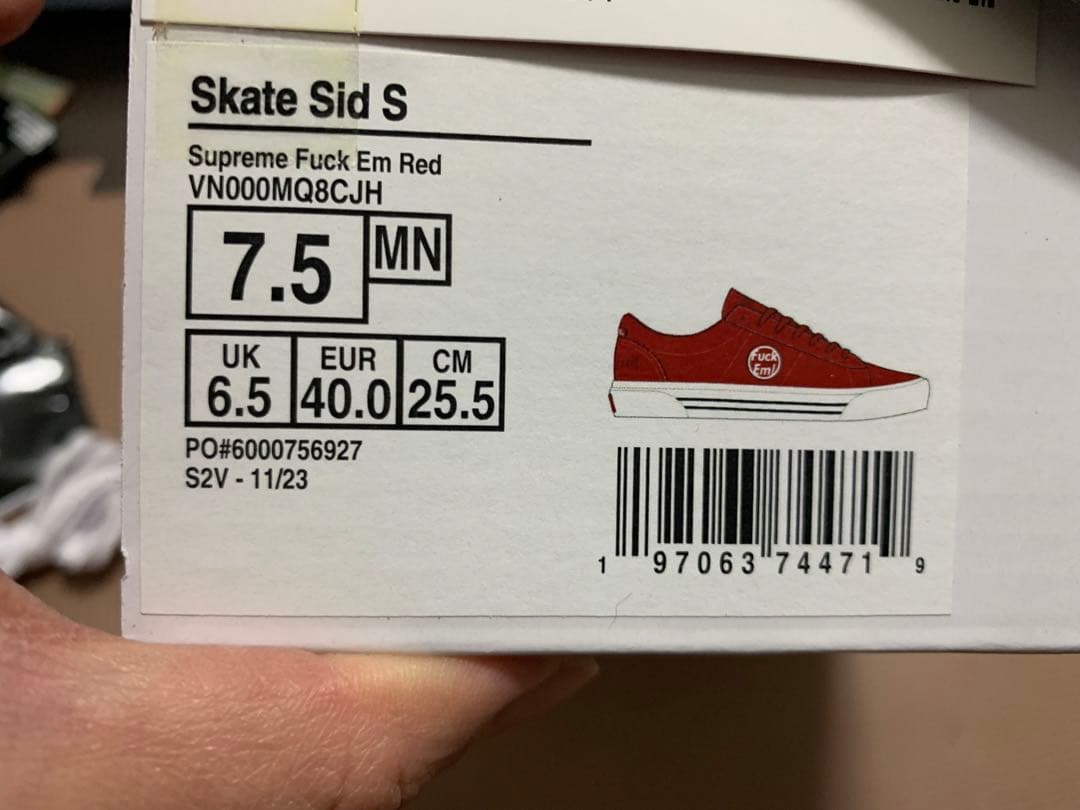 Skate Sid S
Supreme Fuck Em Red
VN000MQ8CJH
7.5
MN
UK
6.5
EUR
40.0
CM
25.5
PO#6000756927
S2V - 11/23
Fuck
Em!
1 97063 74471 9